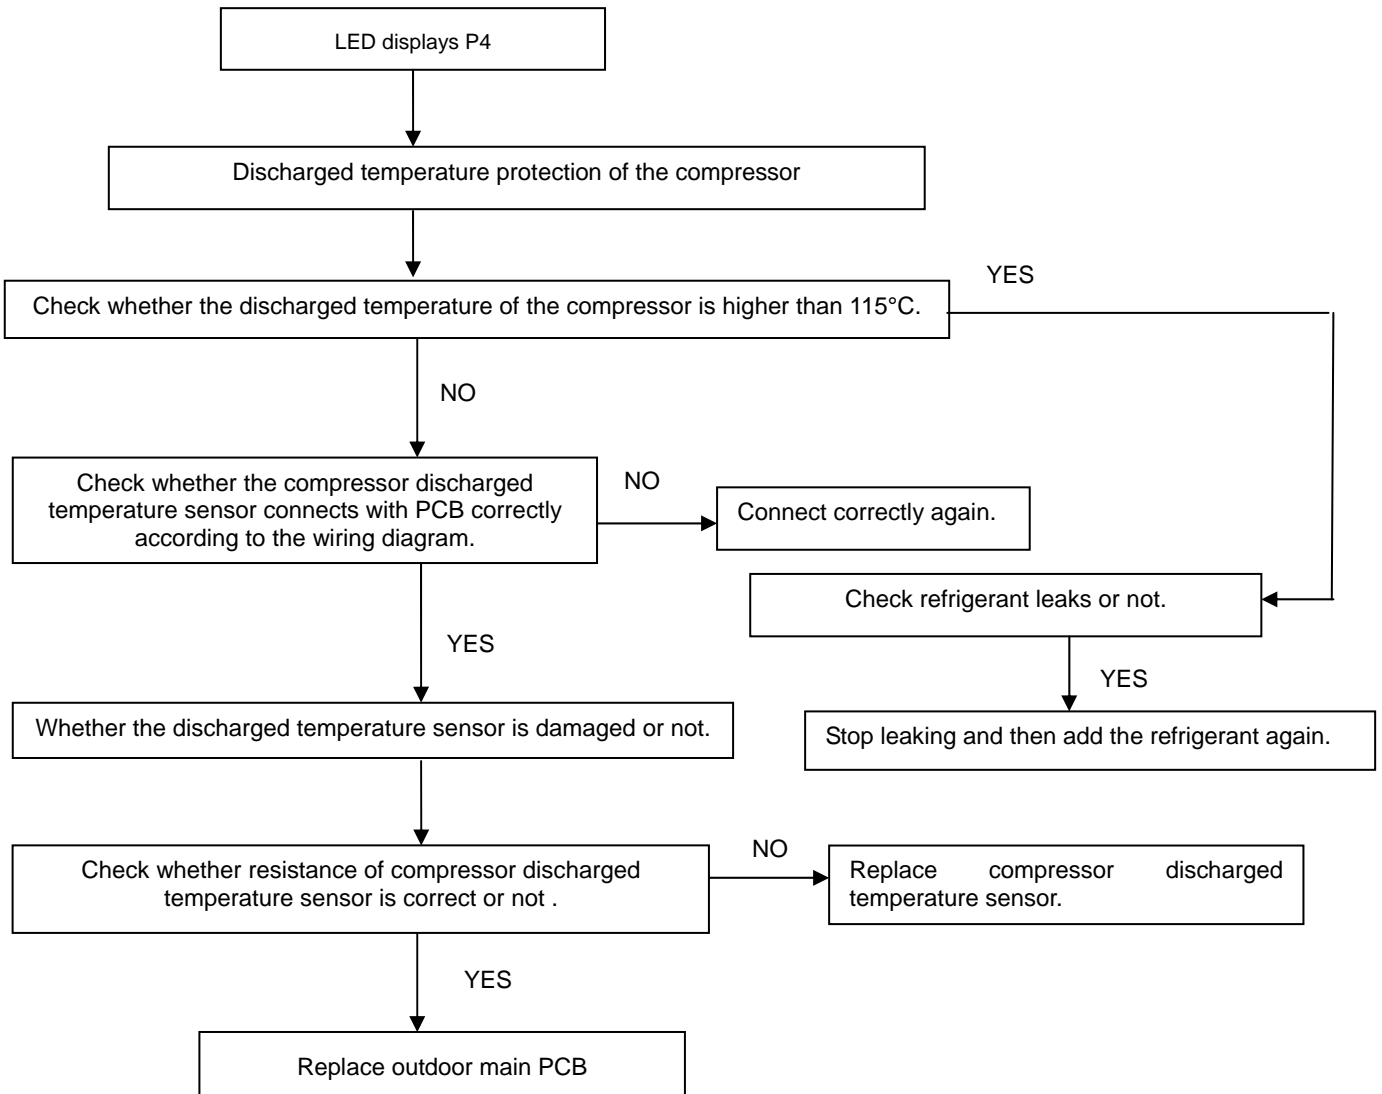 LED displays P4
Discharged temperature protection of the compressor
YES
Check whether the discharged temperature of the compressor is higher than 115°C.
NO
Check whether the compressor discharged
temperature sensor connects with PCB correctly
according to the wiring diagram.
NO
Connect correctly again.
Check refrigerant leaks or not.
YES
YES
Whether the discharged temperature sensor is damaged or not.
Stop leaking and then add the refrigerant again.
Check whether resistance of compressor discharged
temperature sensor is correct or not .
NO
Replace compressor discharged
temperature sensor.
YES
Replace outdoor main PCB